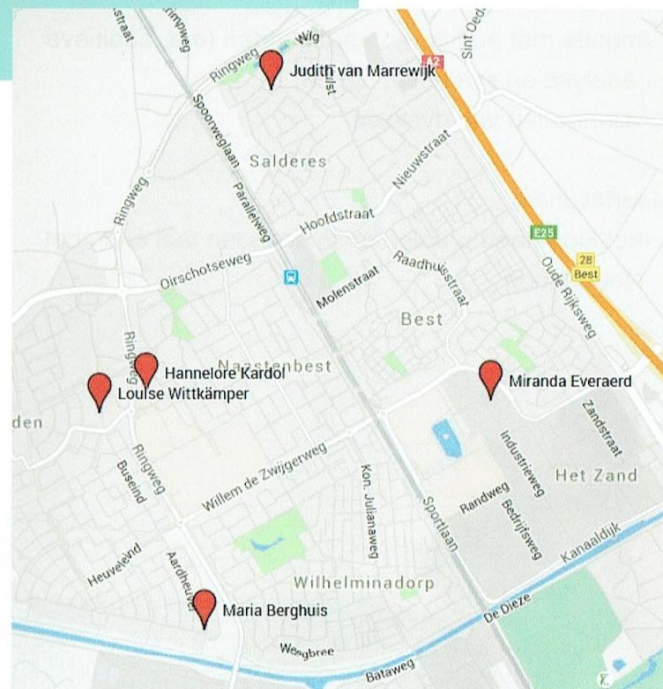 Ringweg
Judith van Marrewijk
A2
Sint Oed
Spoorweglaan
Salderes
Nieuwstraat
Ringweg
Parallelweg
Hoofdstraat
E25
Oirschotseweg
28
Best
Raadhuisstraat
Molenstraat
Oude Rijksweg
Best
Ringweg
Naastenbest
Hannelore Kardol
Louise Wittkämper
Miranda Everaerd
den
Zandstraat
Ringweg
Willem de Zwijgerweg
Industrieweg
Buseind
Het Zand
Kon. Julianaweg
Randweg
Sportlaan
Bedrijfsweg
Kanaaldijk
Heuveleind
Aardheuvel
Wilhelminadorp
De Dieze
Maria Berghuis
Bataweg